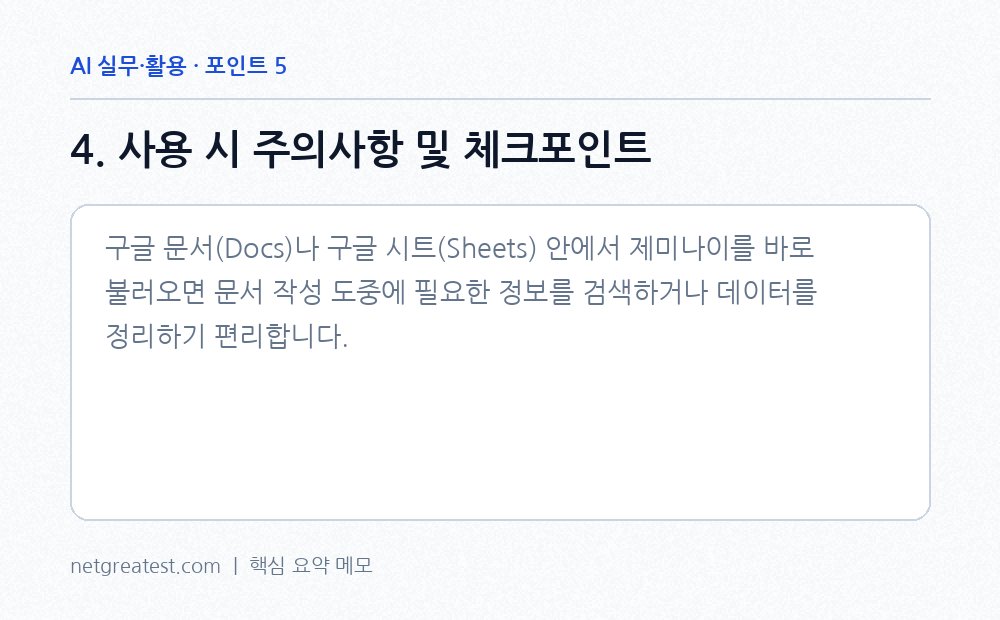 AI 실무·활용 · 포인트 5
4. 사용 시 주의사항 및 체크포인트
구글 문서(Docs)나 구글 시트(Sheets) 안에서 제미나이를 바로
불러오면 문서 작성 도중에 필요한 정보를 검색하거나 데이터를
정리하기 편리합니다.
netgreatest.com | 핵심 요약 메모